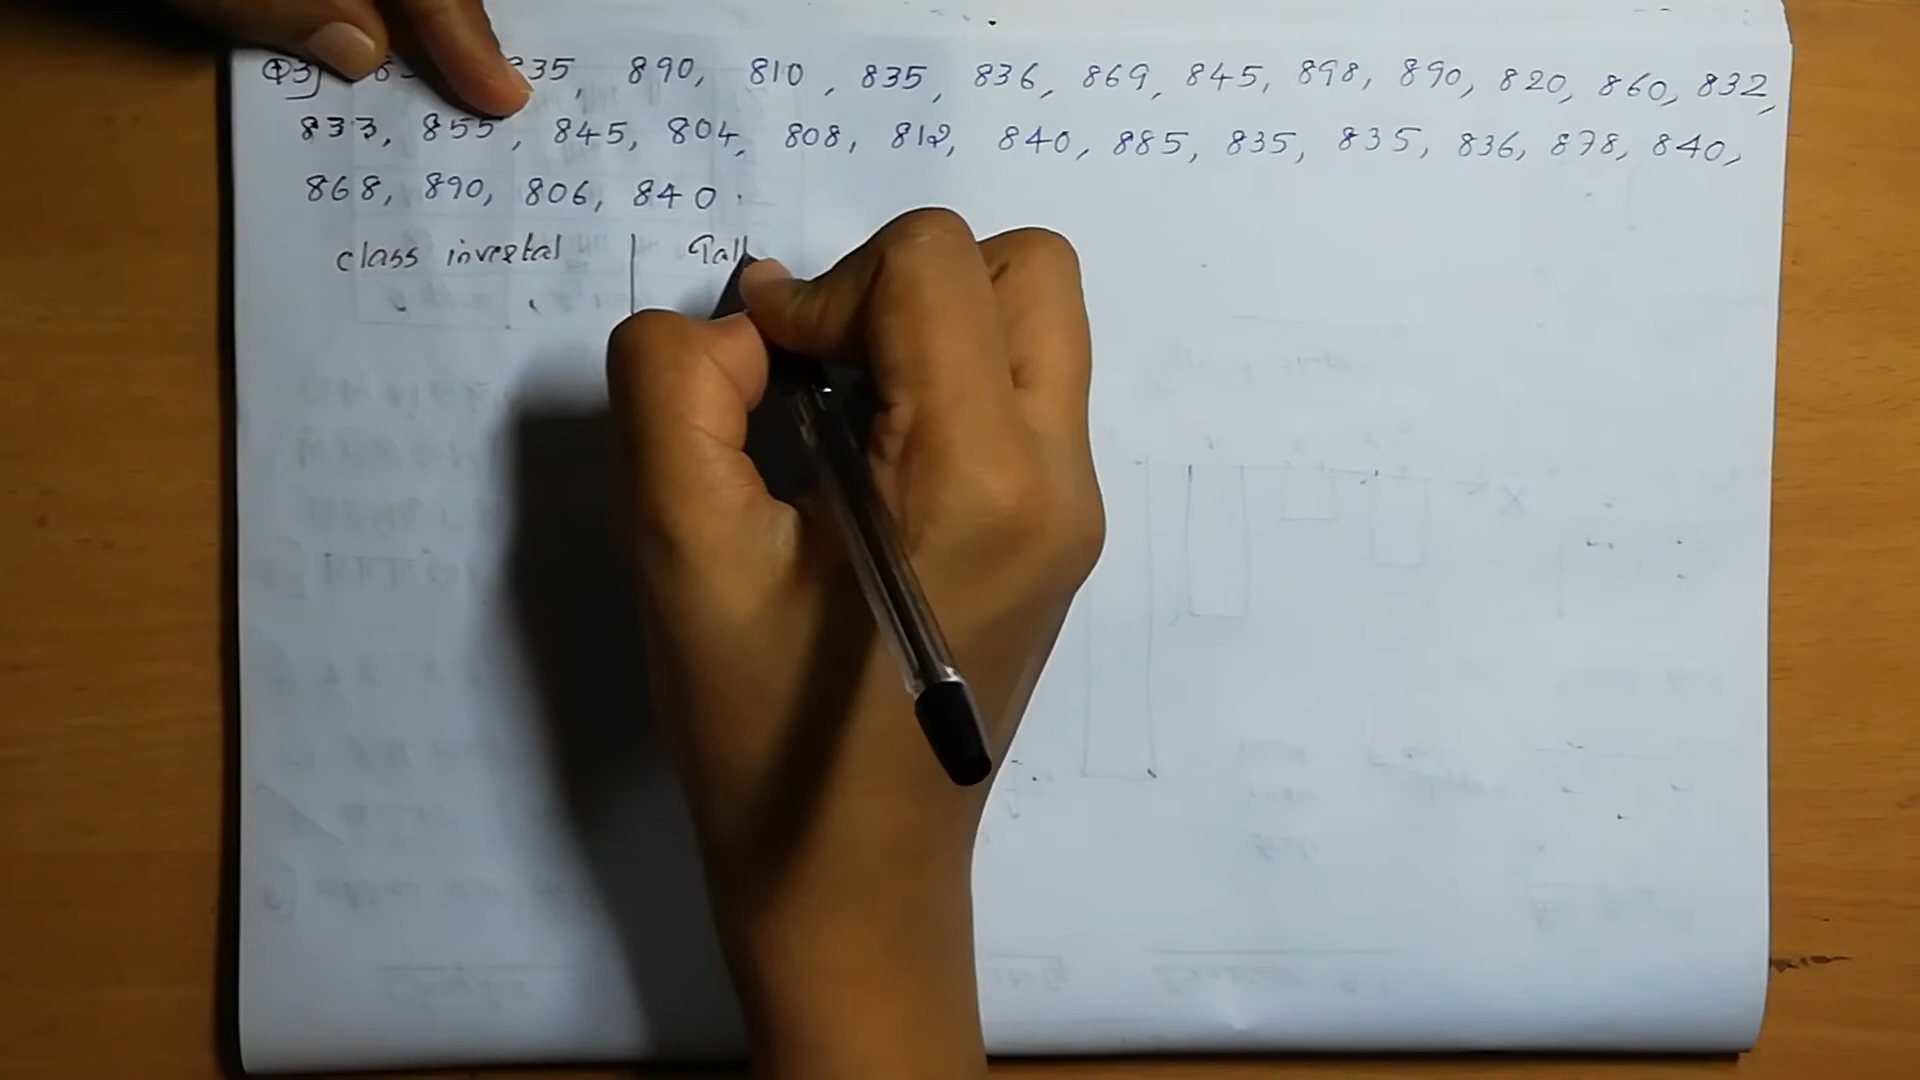 Q3) 835, 890, 810, 835, 836, 869, 845, 898, 890, 820, 860, 832,
833, 855, 845, 804, 808, 812, 840, 885, 835, 835, 836, 878, 840,
868, 890, 806, 840.
class invertal Tall